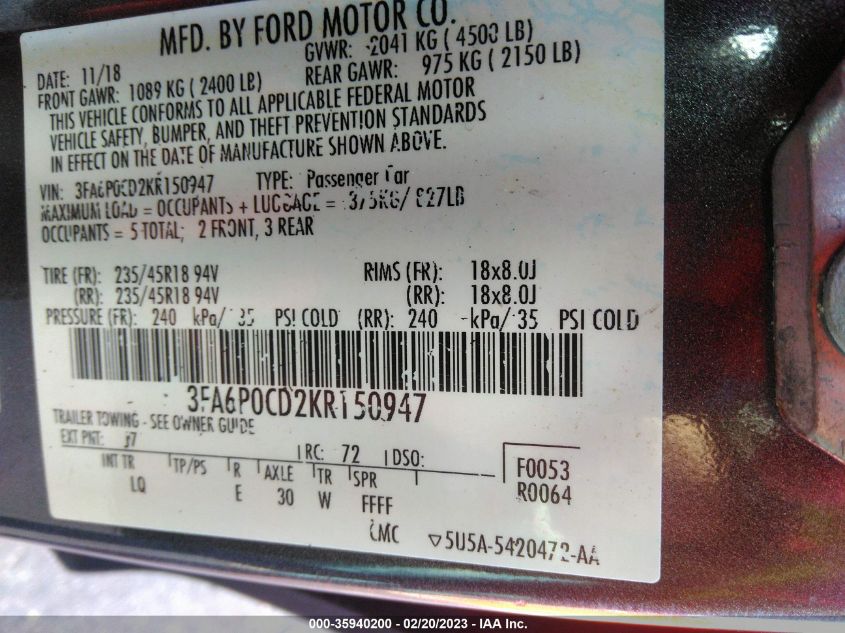 MFD. BY FORD MOTOR CO.
DATE: 11/18 GVWR: 2041 KG ( 4500 LB)
FRONT GAWR: 1089 KG ( 2400 LB) REAR GAWR: 975 KG ( 2150 LB)
THIS VEHICLE CONFORMS TO ALL APPLICABLE FEDERAL MOTOR
VEHICLE SAFETY, BUMPER, AND THEFT PREVENTION STANDARDS
IN EFFECT ON THE DATE OF MANUFACTURE SHOWN ABOVE.
VIN: 3FA6P0CD2KR150947 TYPE: Passenger Car
MAXIMUM LOAD = OCCUPANTS + LUGGAGE = 375KG/ 827LB
OCCUPANTS = 5 TOTAL; 2 FRONT, 3 REAR
TIRE (FR): 235/45R18 94V RIMS (FR): 18x8.0J
(RR): 235/45R18 94V (RR): 18x8.0J
PRESSURE (FR): 240 kPa/ 35 PSI COLD (RR): 240 kPa/ 35 PSI COLD
3FA6P0CD2KR150947
TRAILER TOWING - SEE OWNER GUIDE
EXT PNT: RC: 72 DSO:
INT TR TP/PS R AXLE TR SPR F0053
LQ E 30 W FFFF R0064
LMC ▽5U5A-5420472-AA
000-35940200 - 02/20/2023 - IAA Inc.